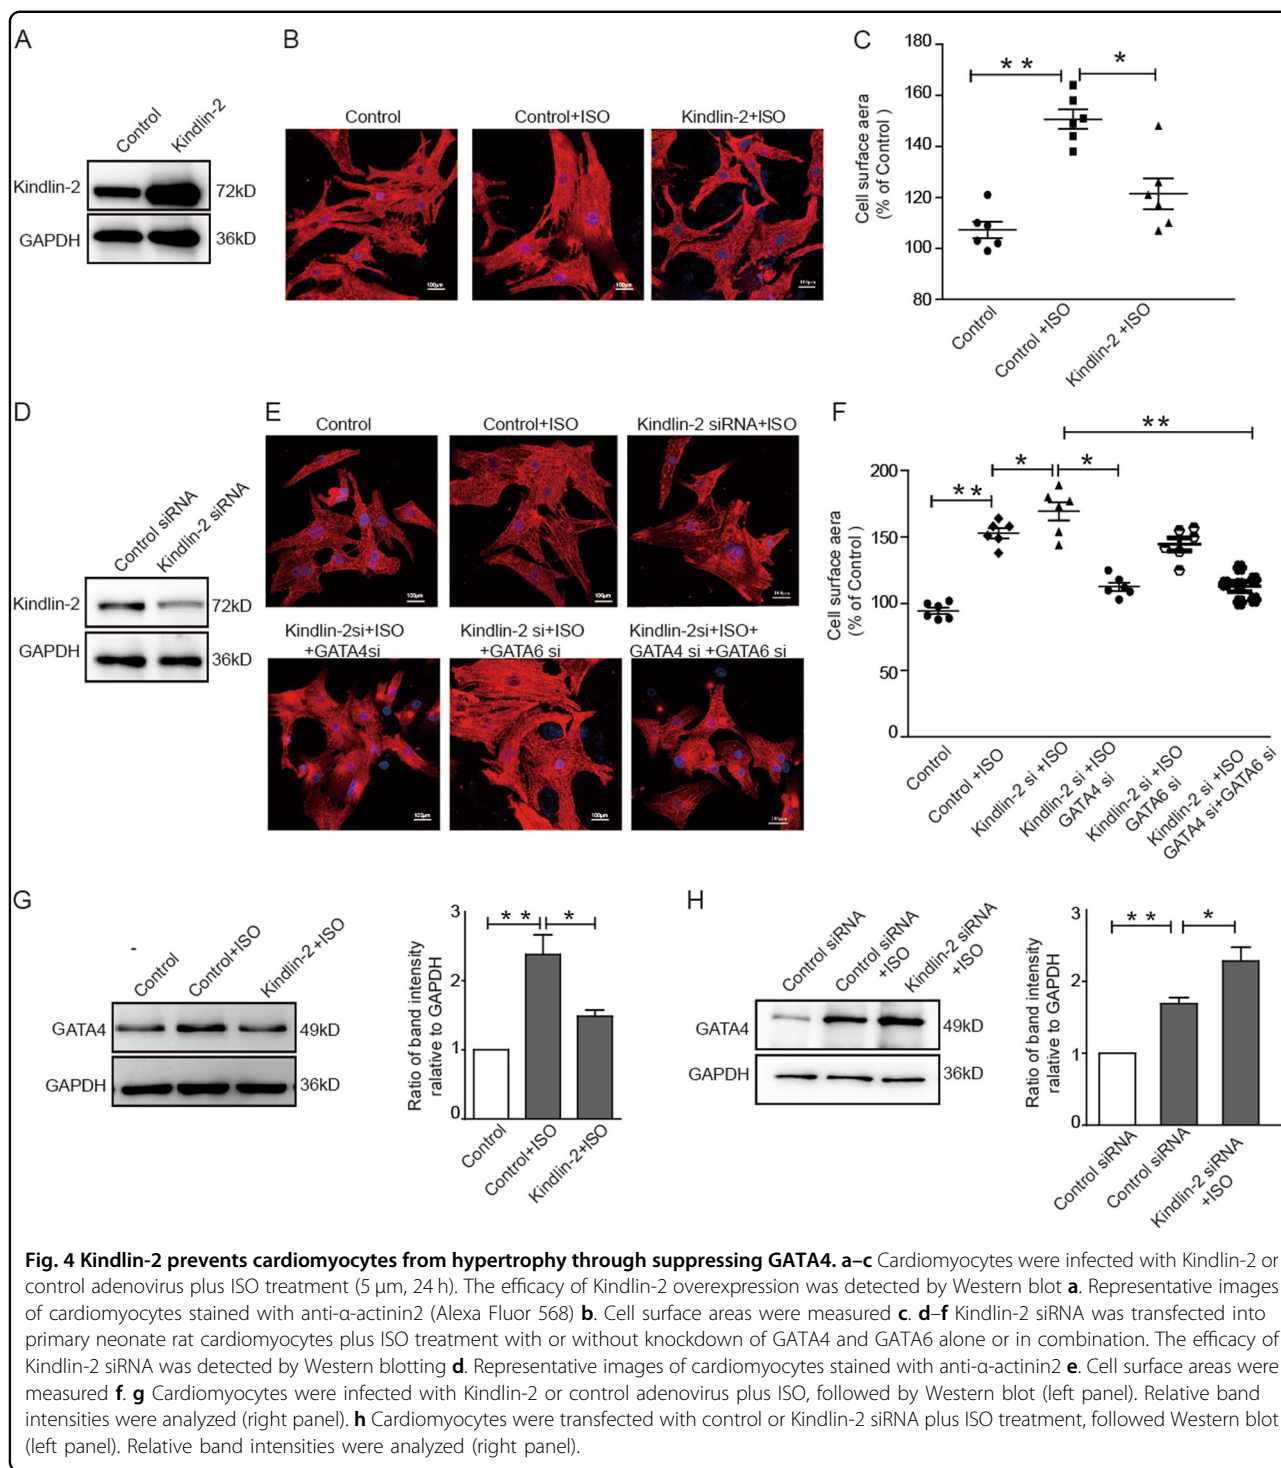 A
Control
Kindlin-2
Kindlin-2
72kD
GAPDH
36kD
B
Control
Control+ISO
Kindlin-2+ISO
100μm
100μm
100μm
C
Cell surface aera
(% of Control )
180
160
140
120
100
80
* *
*
Control
Control +ISO
Kindlin-2 +ISO
D
Control siRNA
Kindlin-2 siRNA
Kindlin-2
72kD
GAPDH
36kD
E
Control
Control+ISO
Kindlin-2 siRNA+ISO
100μm
100μm
100μm
Kindlin-2si+ISO
+GATA4si
Kindlin-2 si+ISO
+GATA6 si
Kindlin-2si+ISO+
GATA4 si +GATA6 si
100μm
100μm
100μm
F
Cell surface aera
(% of Control)
200
150
100
50
0
**
*
*
**
Control
Control +ISO
Kindlin-2 si +ISO
Kindlin-2 si +ISO
GATA4 si
Kindlin-2 si +ISO
GATA6 si
Kindlin-2 si +ISO
GATA4 si+GATA6 si
G
-
Control
Control+ISO
Kindlin-2+ISO
GATA4
49kD
GAPDH
36kD
Ratio of band intensity
ralative to GAPDH
3
2
1
0
* *
*
Control
Control+ISO
Kindlin-2+ISO
H
Control siRNA
Control siRNA
+ISO
Kindlin-2 siRNA
+ISO
GATA4
49kD
GAPDH
36kD
Ratio of band intensity
ralative to GAPDH
3
2
1
0
* *
*
Control siRNA
Control siRNA
Kindlin-2 siRNA
+ISO
Fig. 4 Kindlin-2 prevents cardiomyocytes from hypertrophy through suppressing GATA4. a–c Cardiomyocytes were infected with Kindlin-2 or
control adenovirus plus ISO treatment (5 μm, 24 h). The efficacy of Kindlin-2 overexpression was detected by Western blot a. Representative images
of cardiomyocytes stained with anti-α-actinin2 (Alexa Fluor 568) b. Cell surface areas were measured c. d–f Kindlin-2 siRNA was transfected into
primary neonate rat cardiomyocytes plus ISO treatment with or without knockdown of GATA4 and GATA6 alone or in combination. The efficacy of
Kindlin-2 siRNA was detected by Western blotting d. Representative images of cardiomyocytes stained with anti-α-actinin2 e. Cell surface areas were
measured f. g Cardiomyocytes were infected with Kindlin-2 or control adenovirus plus ISO, followed by Western blot (left panel). Relative band
intensities were analyzed (right panel). h Cardiomyocytes were transfected with control or Kindlin-2 siRNA plus ISO treatment, followed Western blot
(left panel). Relative band intensities were analyzed (right panel).